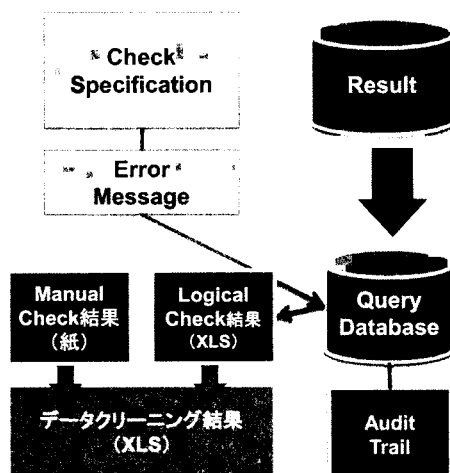 Check
Specification
Result
Error
Message
Manual
Check結果
(紙)
Logical
Check結果
(XLS)
Query
Database
データクリーニング結果
(XLS)
Audit
Trail